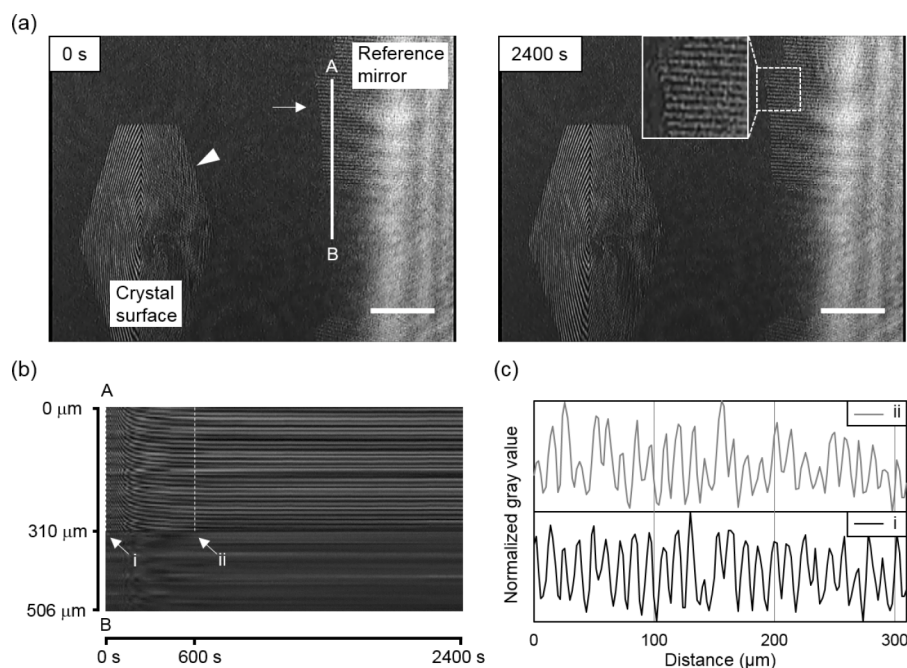 (a)
0 s
Reference
mirror
A
B
Crystal
surface
2400 s
(b)
A
0 μm
310 μm
506 μm
B
i
ii
0 s
600 s
2400 s
(c)
Normalized gray value
ii
i
0
100
200
300
Distance (μm)